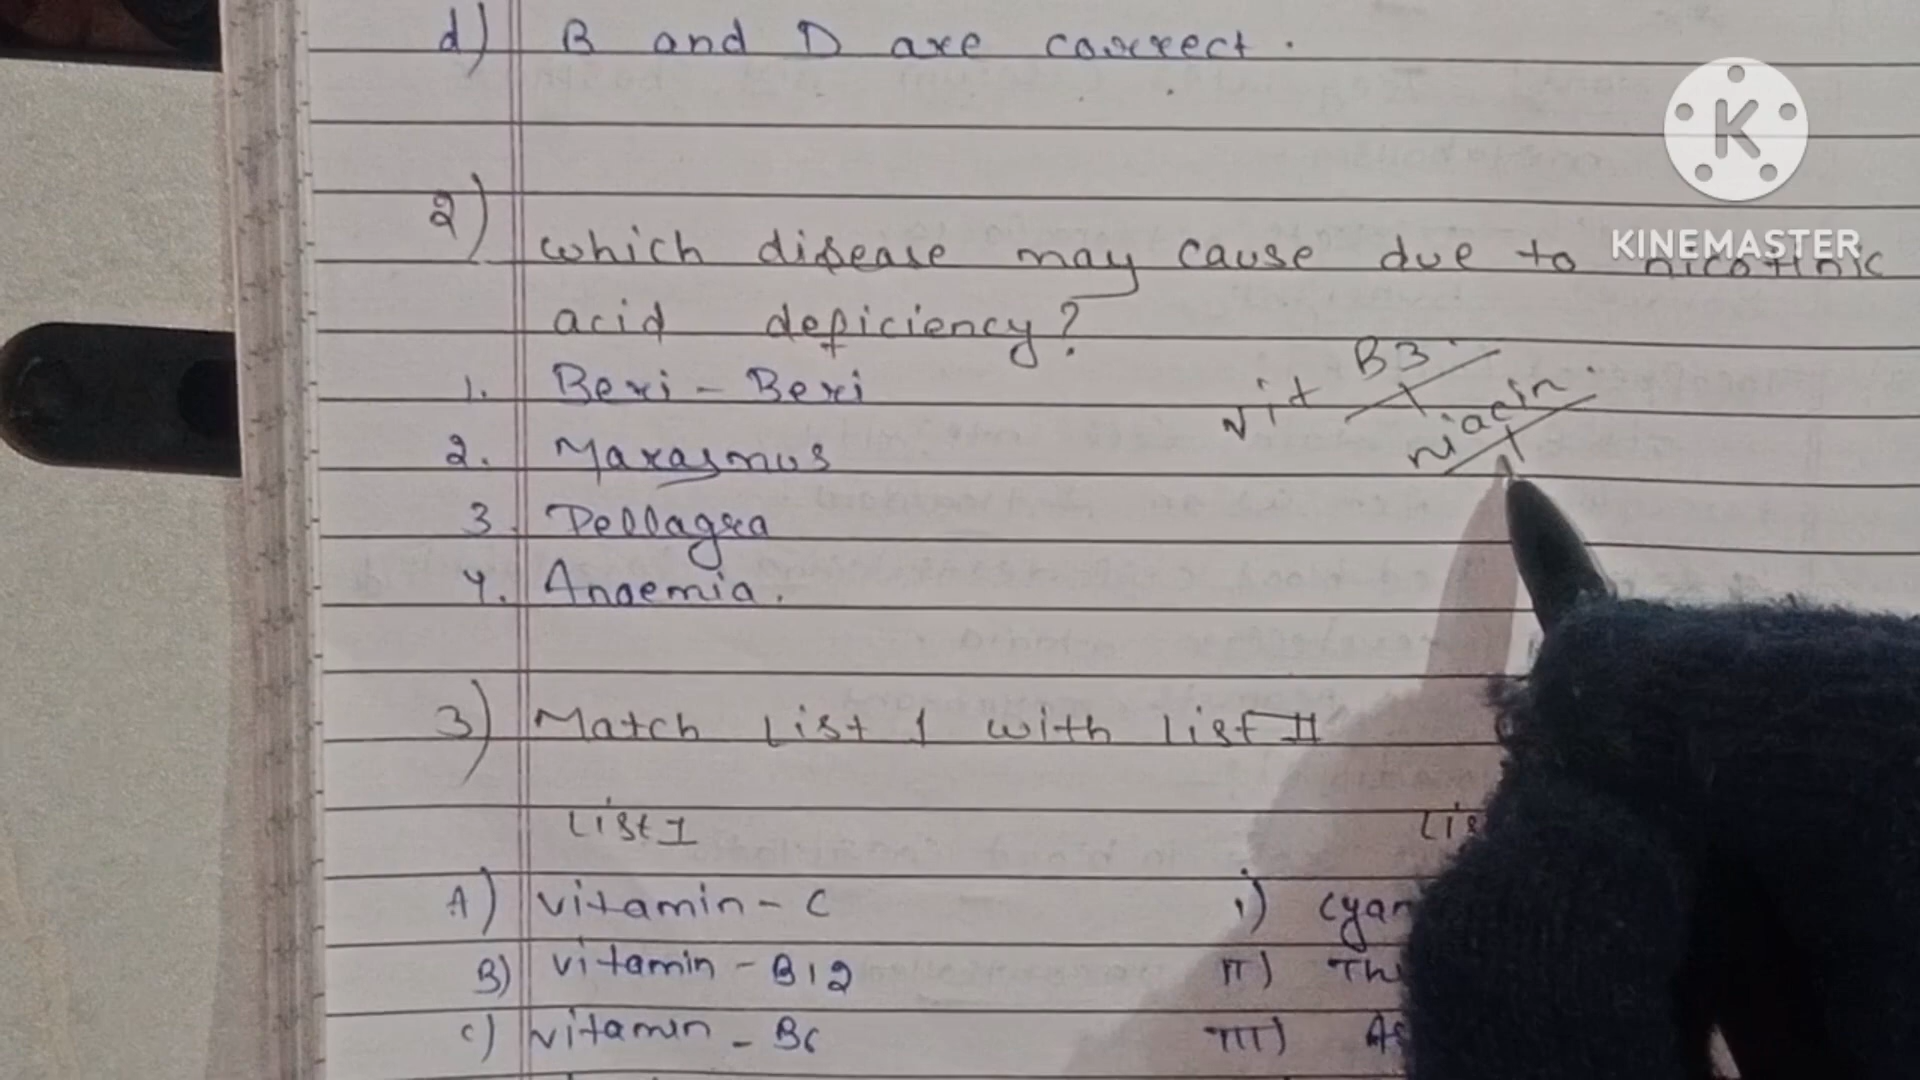 d) B and D are correct.
KINEMASTER
2) which disease may cause due to nicotinic
acid deficiency?
vit B3.
niacin.
1. Beri-Beri
2. Marasmus
3. Pellagra
4. Anaemia.
3) Match List 1 with List II
List I
A) vitamin-C i)
B) vitamin-B12 II)
C) vitamin-B6 III)